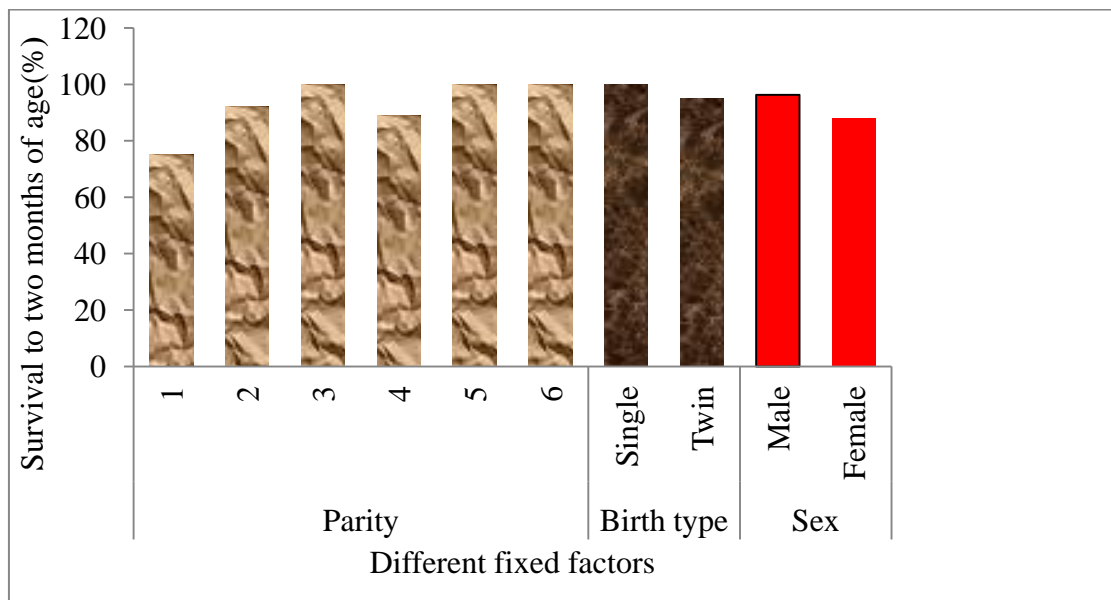 Survival to two months of age(%)
120
100
80
60
40
20
0
1
2
3
4
5
6
Single
Twin
Male
Female
Parity
Birth type
Sex
Different fixed factors